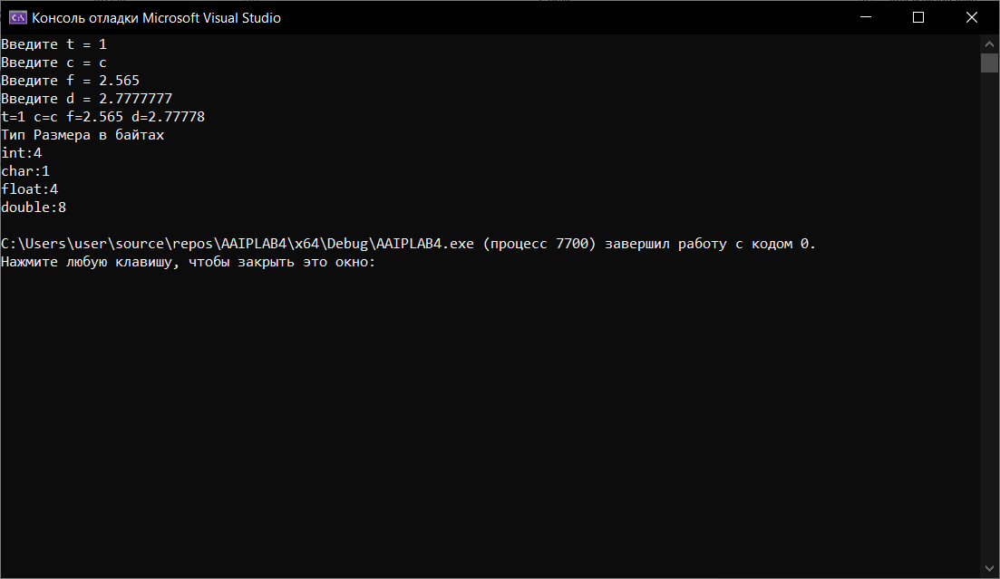 Консоль отладки Microsoft Visual Studio
Введите t = 1
Введите c = c
Введите f = 2.565
Введите d = 2.7777777
t=1 c=c f=2.565 d=2.77778
Тип Размера в байтах
int:4
char:1
float:4
double:8
C:\Users\user\source\repos\AAIPLAB4\x64\Debug\AAIPLAB4.exe (процесс 7700) завершил работу с кодом 0.
Нажмите любую клавишу, чтобы закрыть это окно: